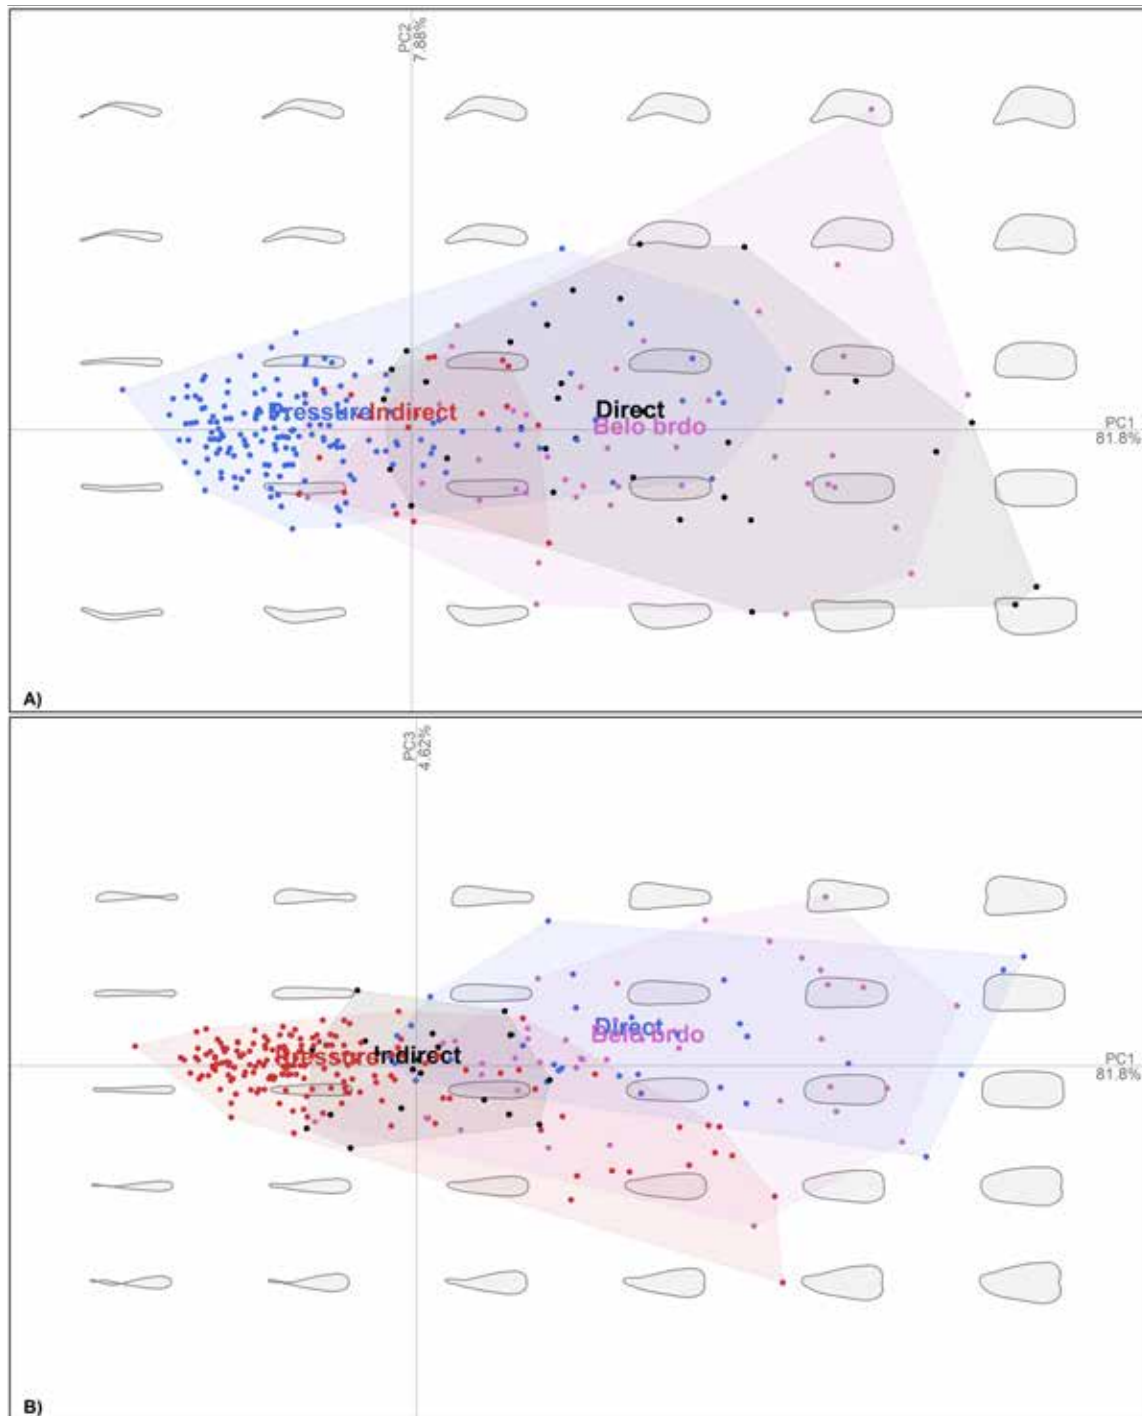 PC2
7.88%
Pressure Indirect
Direct
Belo brdo
PC1
81.8%
A)
PC3
4.62%
Pressure Indirect
Direct
Belo brdo
PC1
81.8%
B)